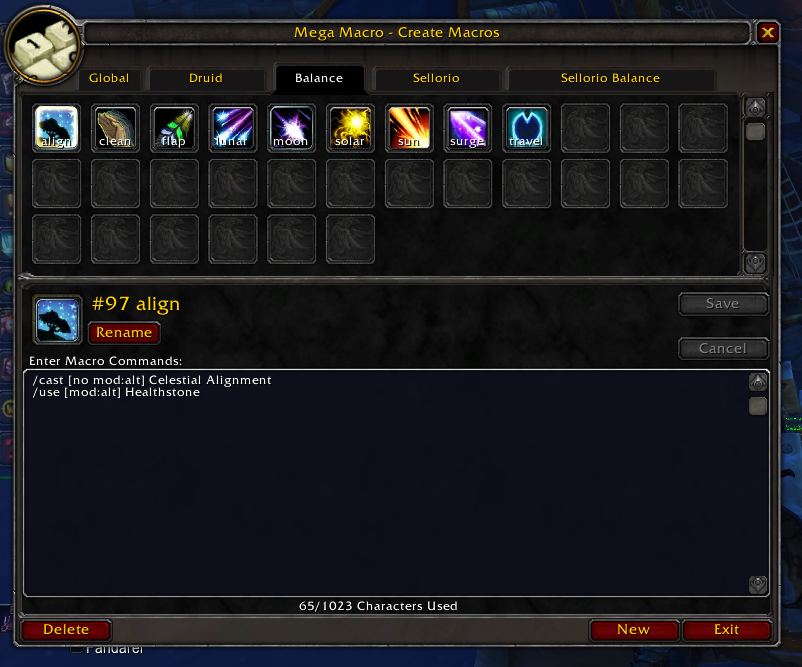 Mega Macro - Create Macros
Global Druid Balance Sellorio Sellorio Balance
align clean flap lunar moon solar sun surge travel
#97 align
Save
Rename
Cancel
Enter Macro Commands:
/cast [no mod:alt] Celestial Alignment
/use [mod:alt] Healthstone
65/1023 Characters Used
Delete New Exit
Pandarei